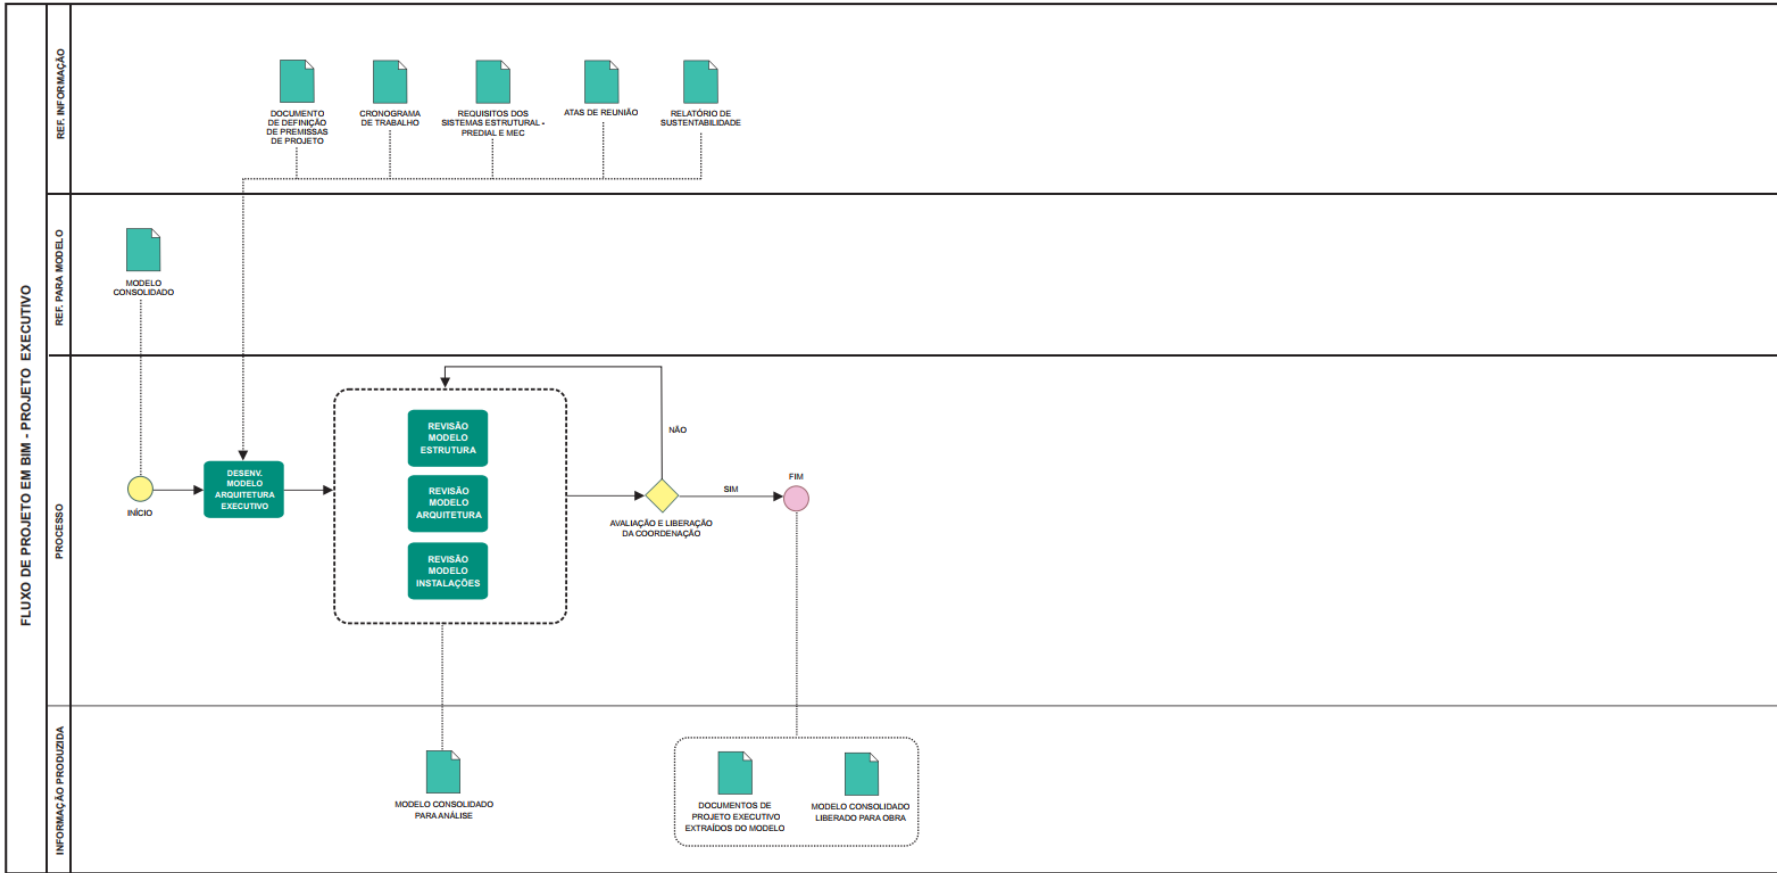 FLUXO DE PROJETO EM BIM - PROJETO EXECUTIVO
REF. INFORMAÇÃO
DOCUMENTO
DE DEFINIÇÃO
DE PREMISSAS
DE PROJETO
CRONOGRAMA
DE TRABALHO
REQUISITOS DOS
SISTEMAS ESTRUTURAL -
PREDIAL E MEC
ATAS DE REUNIÃO
RELATÓRIO DE
SUSTENTABILIDADE
REF. PARA MODELO
MODELO
CONSOLIDADO
PROCESSO
INÍCIO
DESENV.
MODELO
ARQUITETURA
EXECUTIVO
REVISÃO
MODELO
ESTRUTURA
REVISÃO
MODELO
ARQUITETURA
REVISÃO
MODELO
INSTALAÇÕES
NÃO
AVALIAÇÃO E LIBERAÇÃO
DA COORDENAÇÃO
SIM
FIM
INFORMAÇÃO PRODUZIDA
MODELO CONSOLIDADO
PARA ANÁLISE
DOCUMENTOS DE
PROJETO EXECUTIVO
EXTRAÍDOS DO MODELO
MODELO CONSOLIDADO
LIBERADO PARA OBRA